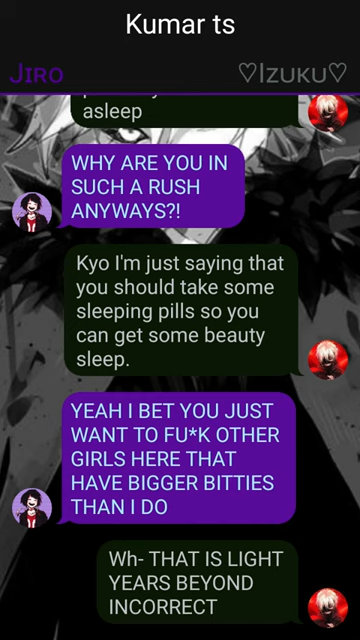 Kumar ts
JIRO
♡IZUKU♡
asleep
WHY ARE YOU IN
SUCH A RUSH
ANYWAYS?!
Kyo I'm just saying that
you should take some
sleeping pills so you
can get some beauty
sleep.
YEAH I BET YOU JUST
WANT TO FU*K OTHER
GIRLS HERE THAT
HAVE BIGGER BITTIES
THAN I DO
Wh- THAT IS LIGHT
YEARS BEYOND
INCORRECT